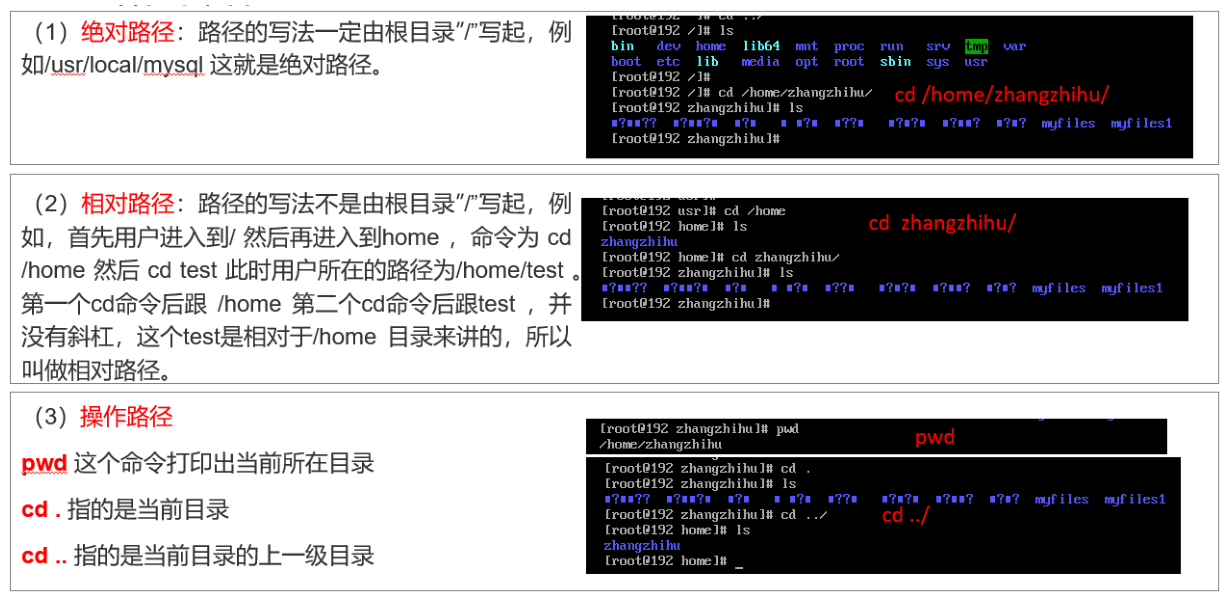 （1）绝对路径：路径的写法一定由根目录”/”写起，例
如/usr/local/mysql 这就是绝对路径。
[root@192 /]# ls
bin dev home lib64 mnt proc run srv tmp var
boot etc lib media opt root sbin sys usr
[root@192 /]#
[root@192 /]# cd /home/zhangzhihu/
cd /home/zhangzhihu/
[root@192 zhangzhihu]# ls
myfiles myfiles1
[root@192 zhangzhihu]#
（2）相对路径：路径的写法不是由根目录”/”写起，例
如，首先用户进入到/ 然后再进入到home ，命令为 cd
/home 然后 cd test 此时用户所在的路径为/home/test 。
第一个cd命令后跟 /home 第二个cd命令后跟test ，并
没有斜杠，这个test是相对于/home 目录来讲的，所以
叫做相对路径。
[root@192 usr]# cd /home
[root@192 home]# ls
cd zhangzhihu/
zhangzhihu
[root@192 home]# cd zhangzhihu/
[root@192 zhangzhihu]# ls
myfiles myfiles1
[root@192 zhangzhihu]#
（3）操作路径
pwd 这个命令打印出当前所在目录
cd . 指的是当前目录
cd .. 指的是当前目录的上一级目录
[root@192 zhangzhihu]# pwd
pwd
/home/zhangzhihu
[root@192 zhangzhihu]# cd .
[root@192 zhangzhihu]# ls
myfiles myfiles1
[root@192 zhangzhihu]# cd ../
cd ../
[root@192 home]# ls
zhangzhihu
[root@192 home]# _